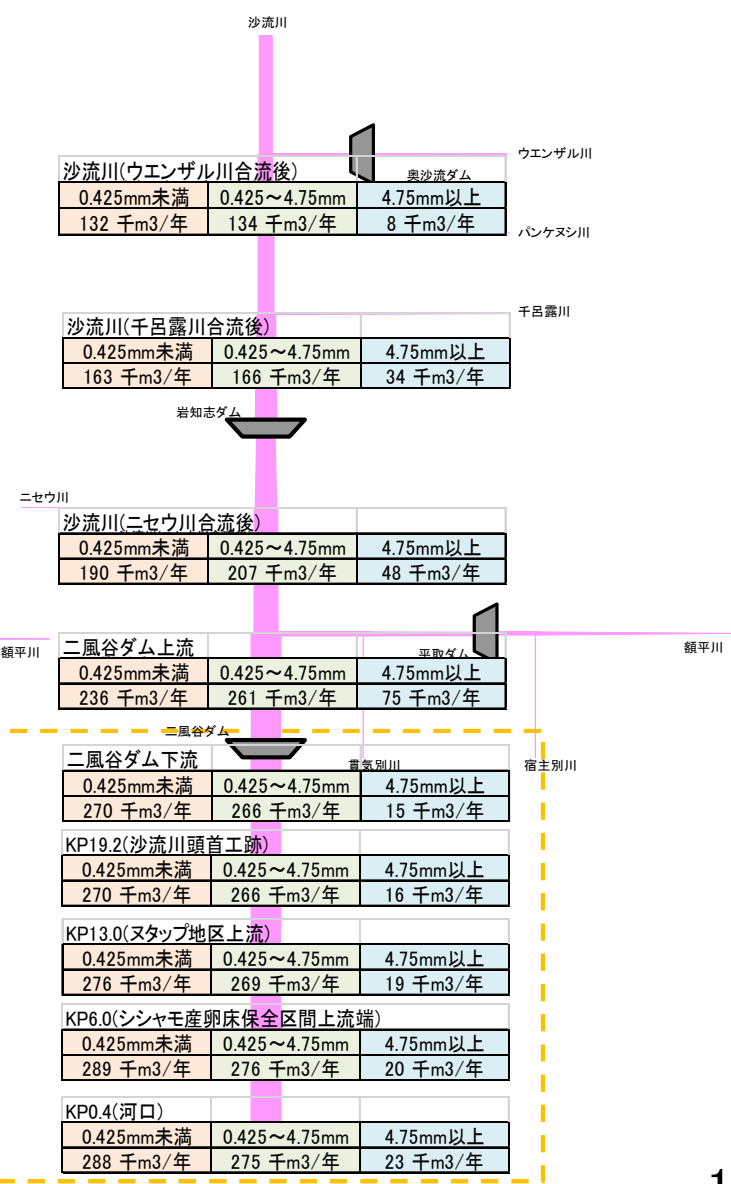 沙流川
ウエンザル川
沙流川(ウエンザル川合流後)
奥沙流ダム
0.425mm未満 0.425～4.75mm 4.75mm以上
132 千m3/年 134 千m3/年 8 千m3/年
パンケヌシ川
千呂露川
沙流川(千呂露川合流後)
0.425mm未満 0.425～4.75mm 4.75mm以上
163 千m3/年 166 千m3/年 34 千m3/年
岩知志ダム
ニセウ川
沙流川(ニセウ川合流後)
0.425mm未満 0.425～4.75mm 4.75mm以上
190 千m3/年 207 千m3/年 48 千m3/年
額平川
二風谷ダム上流
平取ダム
額平川
0.425mm未満 0.425～4.75mm 4.75mm以上
236 千m3/年 261 千m3/年 75 千m3/年
二風谷ダム
二風谷ダム下流
貫気別川
宿主別川
0.425mm未満 0.425～4.75mm 4.75mm以上
270 千m3/年 266 千m3/年 15 千m3/年
KP19.2(沙流川頭首工跡)
0.425mm未満 0.425～4.75mm 4.75mm以上
270 千m3/年 266 千m3/年 16 千m3/年
KP13.0(ヌタップ地区上流)
0.425mm未満 0.425～4.75mm 4.75mm以上
276 千m3/年 269 千m3/年 19 千m3/年
KP6.0(シシャモ産卵床保全区間上流端)
0.425mm未満 0.425～4.75mm 4.75mm以上
289 千m3/年 276 千m3/年 20 千m3/年
KP0.4(河口)
0.425mm未満 0.425～4.75mm 4.75mm以上
288 千m3/年 275 千m3/年 23 千m3/年
1